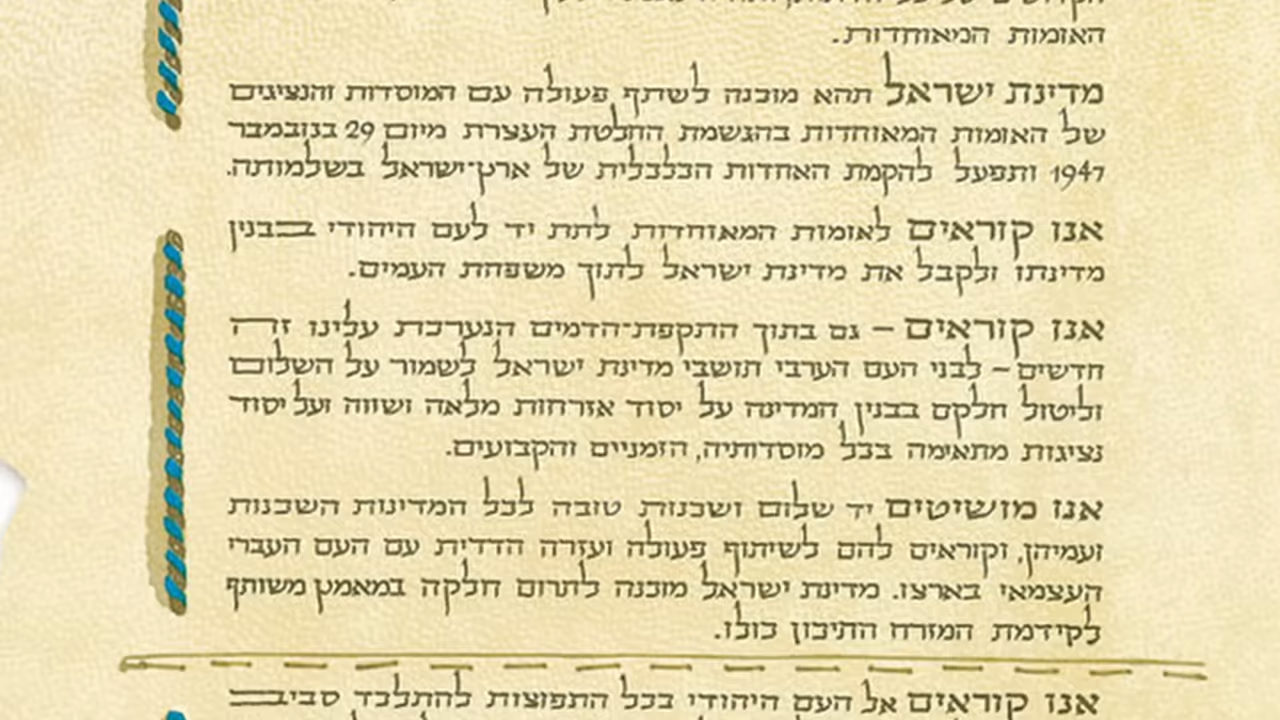 האומות המאוחדות.
מדינת ישראל תהא מוכנה לשתף פעולה עם המוסדות והנציגים
של האומות המאוחדות בהגשמת החלטת העצרת מיום 29 בנובמבר
1947 ותפעל להקמת האחדות הכלכלית של ארץ־ישראל בשלמותה.
אנו קוראים לאומות המאוחדות לתת יד לעם היהודי בבנין
מדינתו ולקבל את מדינת ישראל לתוך משפחת העמים.
אנו קוראים – גם בתוך התקפת־הדמים הנערכת עלינו זה
חדשים – לבני העם הערבי תושבי מדינת ישראל לשמור על השלום
וליטול חלקם בבנין המדינה על יסוד אזרחות מלאה ושווה ועל יסוד
נציגות מתאימה בכל מוסדותיה, הזמניים והקבועים.
אנו מושיטים יד שלום ושכנות טובה לכל המדינות השכנות
ועמיהן, וקוראים להם לשיתוף פעולה ועזרה הדדית עם העם העברי
העצמאי בארצו. מדינת ישראל מוכנה לתרום חלקה במאמץ משותף
לקידמת המזרח התיכון כולו.
אנו קוראים אל העם היהודי בכל התפוצות להתלכד סביב